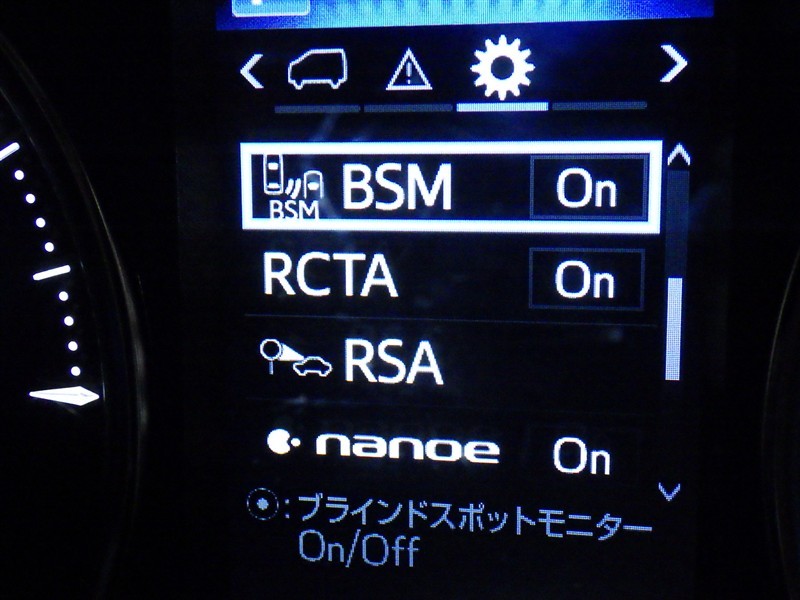 BSM BSM On
RCTA On
RSA
nanoe On
: ブラインドスポットモニター
On/Off